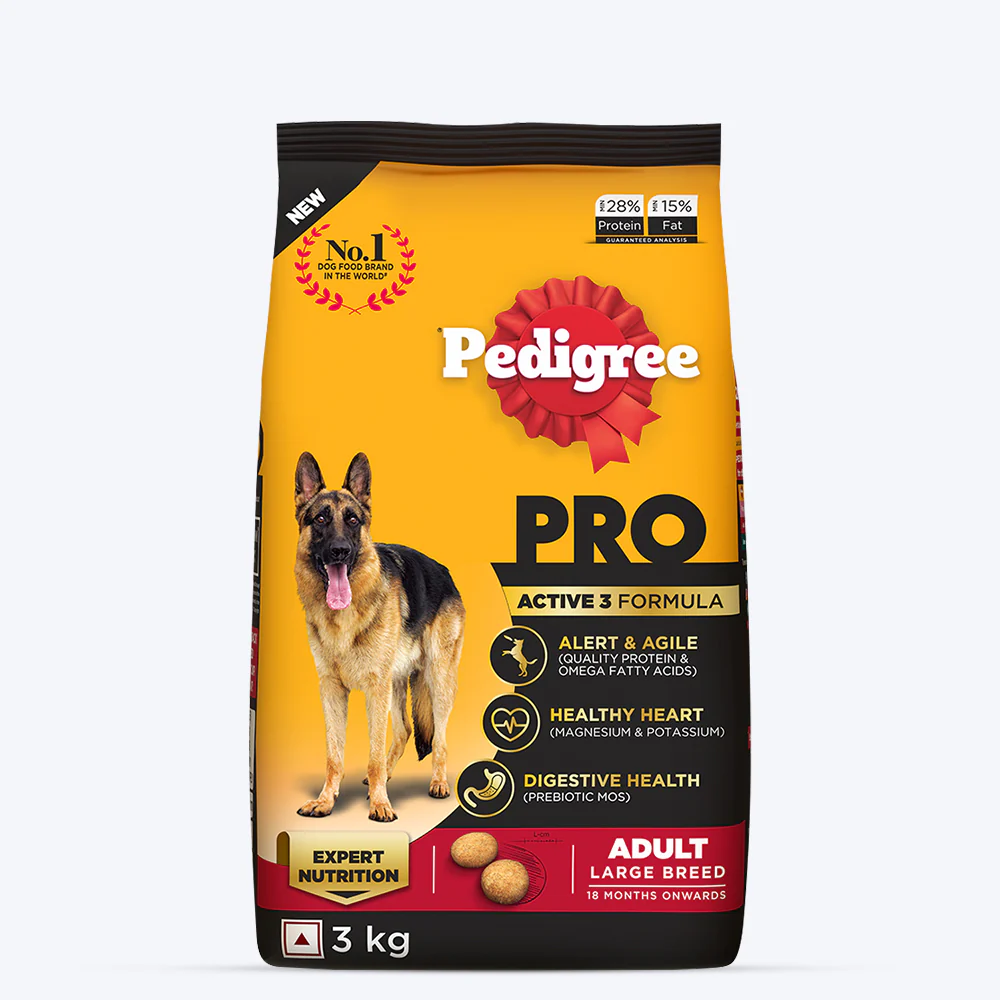 NEW
No.1
DOG FOOD BRAND
IN THE WORLD#
MIN 28% MIN 15%
Protein Fat
GUARANTEED ANALYSIS
Pedigree
PRO
ACTIVE 3 FORMULA
ALERT & AGILE
(QUALITY PROTEIN &
OMEGA FATTY ACIDS)
HEALTHY HEART
(MAGNESIUM & POTASSIUM)
DIGESTIVE HEALTH
(PREBIOTIC MOS)
EXPERT
NUTRITION
ADULT
LARGE BREED
18 MONTHS ONWARDS
3 kg